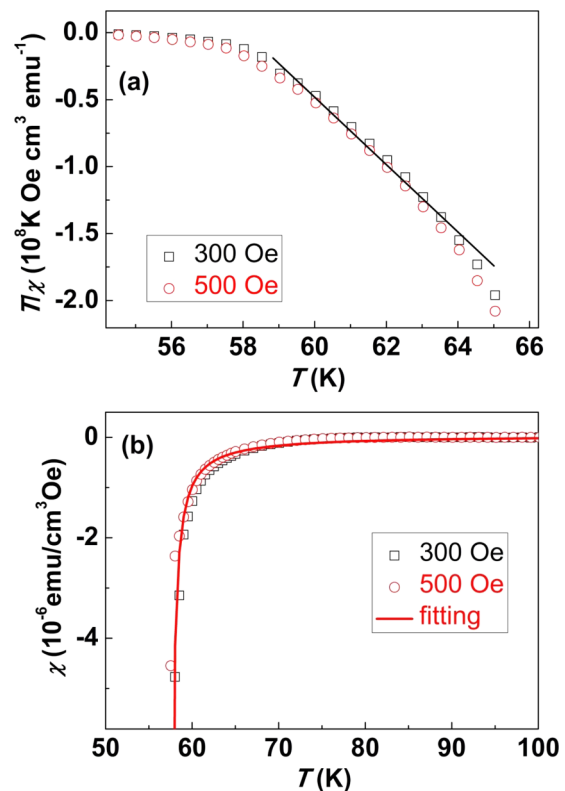 0.0
-0.5
-1.0
-1.5
-2.0
T/χ (10⁸K Oe cm³ emu⁻¹)
(a)
300 Oe
500 Oe
56 58 60 62 64 66
T (K)
0
-2
-4
χ (10⁻⁶emu/cm³Oe)
(b)
300 Oe
500 Oe
fitting
50 60 70 80 90 100
T (K)